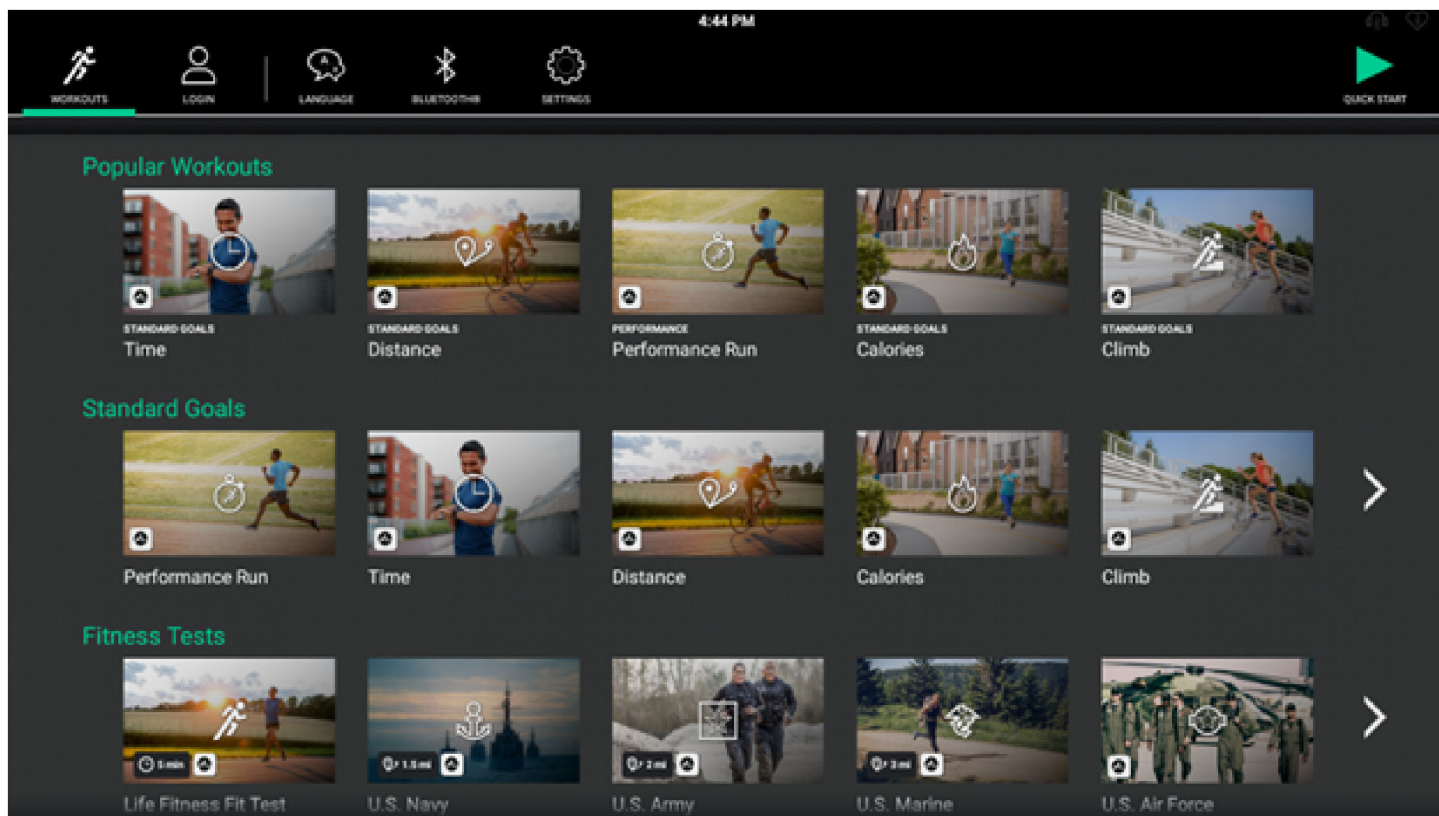 4:44 PM
WORKOUTS
LOGIN
LANGUAGE
BLUETOOTH®
SETTINGS
QUICK START
Popular Workouts
STANDARD GOALS
Time
STANDARD GOALS
Distance
PERFORMANCE
Performance Run
STANDARD GOALS
Calories
STANDARD GOALS
Climb
Standard Goals
Performance Run
Time
Distance
Calories
Climb
Fitness Tests
5 min
1.5 mi
2 mi
3 mi
Life Fitness Fit Test
U.S. Navy
U.S. Army
U.S. Marine
U.S. Air Force